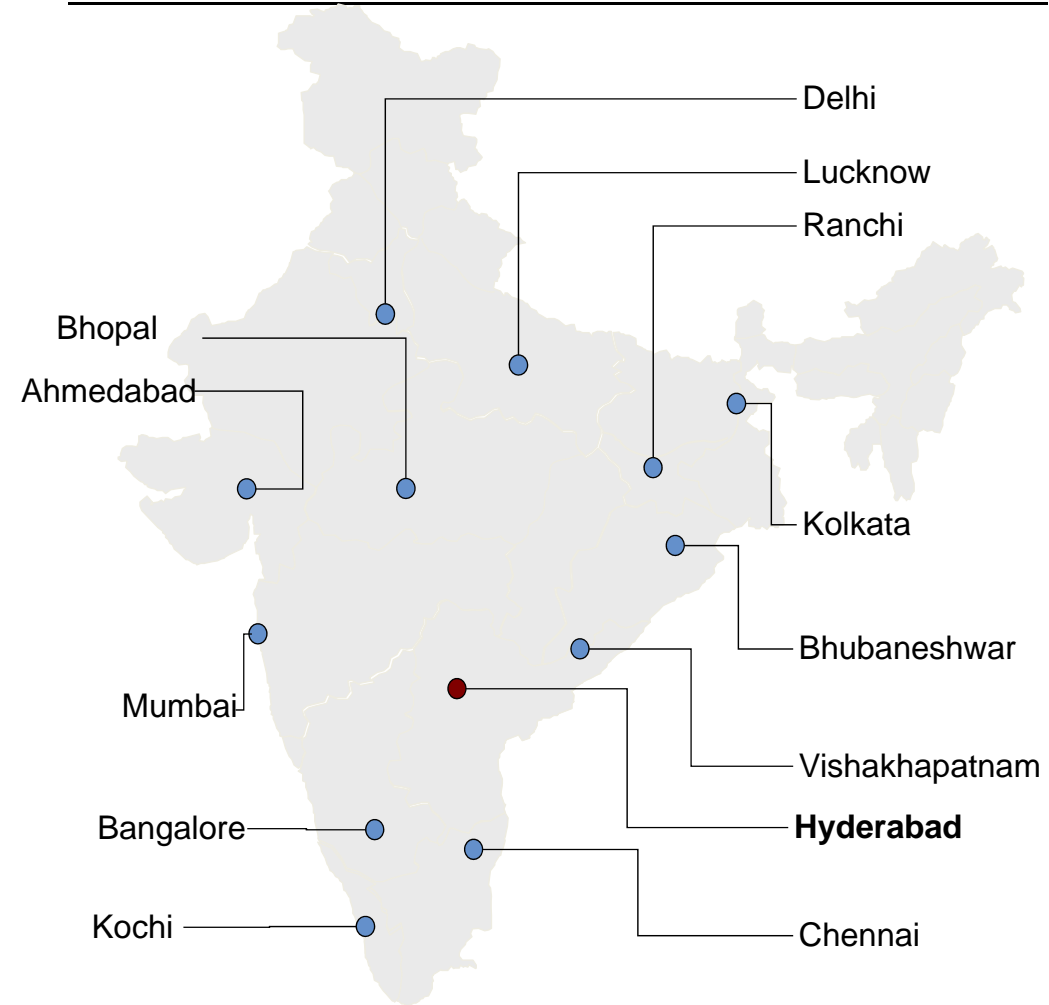 Delhi
Lucknow
Ranchi
Bhopal
Ahmedabad
Kolkata
Bhubaneshwar
Mumbai
Vishakhapatnam
Bangalore
Hyderabad
Kochi
Chennai